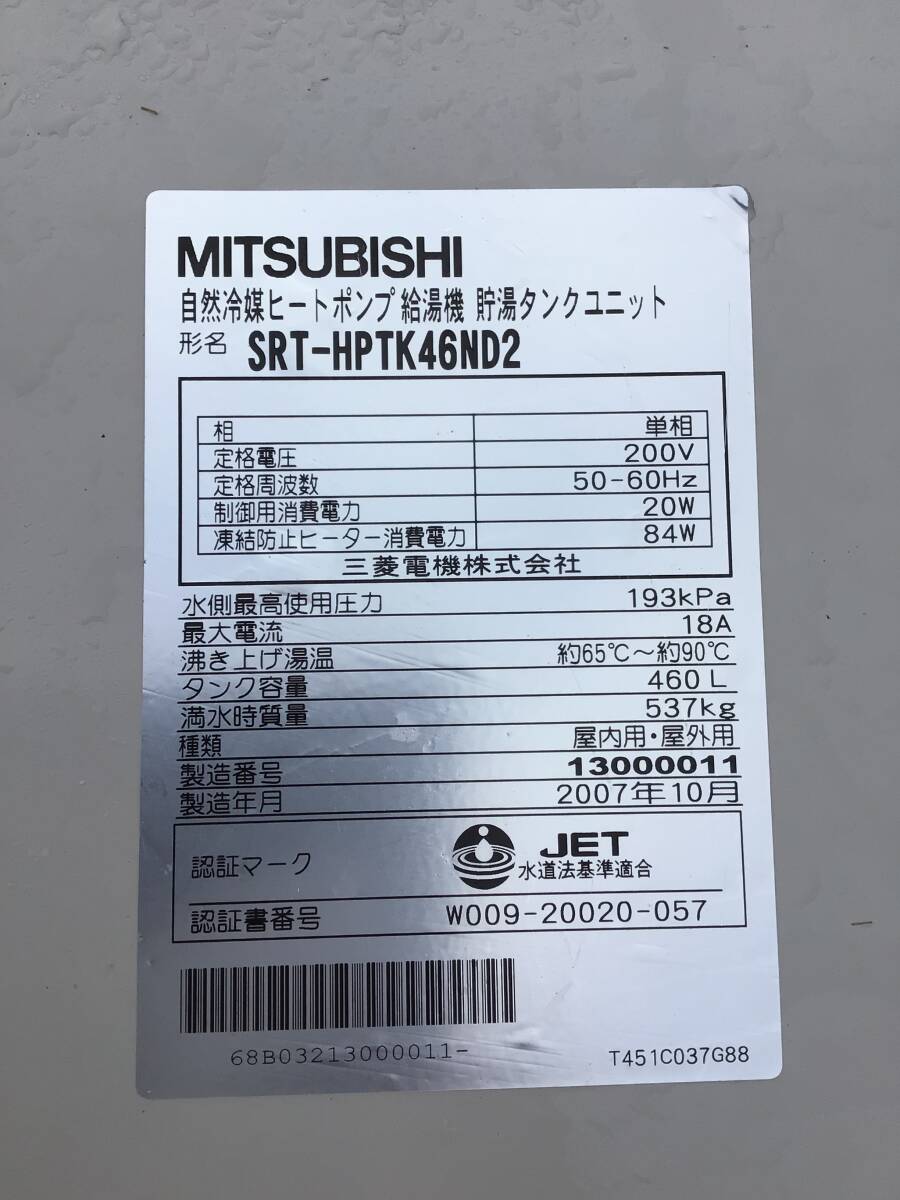 MITSUBISHI
自然冷媒ヒートポンプ給湯機 貯湯タンクユニット
形名 SRT-HPTK46ND2
相 単相
定格電圧 200V
定格周波数 50-60Hz
制御用消費電力 20W
凍結防止ヒーター消費電力 84W
三菱電機株式会社
水側最高使用圧力 193kPa
最大電流 18A
沸き上げ湯温 約65℃～約90℃
タンク容量 460L
満水時質量 537kg
種類 屋内用・屋外用
製造番号 13000011
製造年月 2007年10月
認証マーク JET
水道法基準適合
認証書番号 W009-20020-057
68B03213000011-
T451C037G88